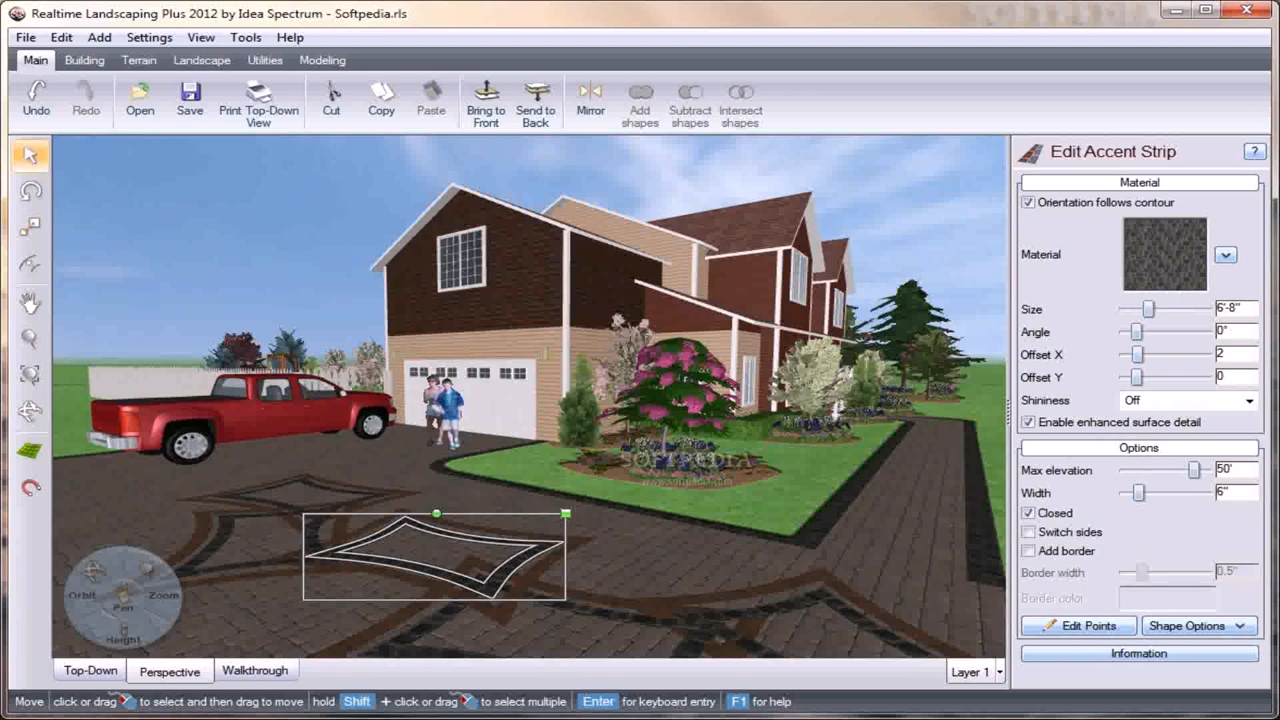 Realtime Landscaping Plus 2012 by Idea Spectrum - Softpedia.rls
File Edit Add Settings View Tools Help
Main Building Terrain Landscape Utilities Modeling
Undo Redo Open Save Print Top-Down View Cut Copy Paste Bring to Front Send to Back Mirror Add shapes Subtract shapes Intersect shapes
Edit Accent Strip ?
Material
Orientation follows contour
Material
Size 6'-8"
Angle 0°
Offset X 2
Offset Y 0
Shininess Off
Enable enhanced surface detail
Options
Max elevation 50'
Width 6"
Closed
Switch sides
Add border
Border width 0.5"
Border color
Edit Points Shape Options
Information
SOFTPEDIA
www.softpedia.com
Orbit Pan Zoom
Height
Top-Down Perspective Walkthrough Layer 1
Move click or drag to select and then drag to move hold Shift + click or drag to select multiple Enter for keyboard entry F1 for help